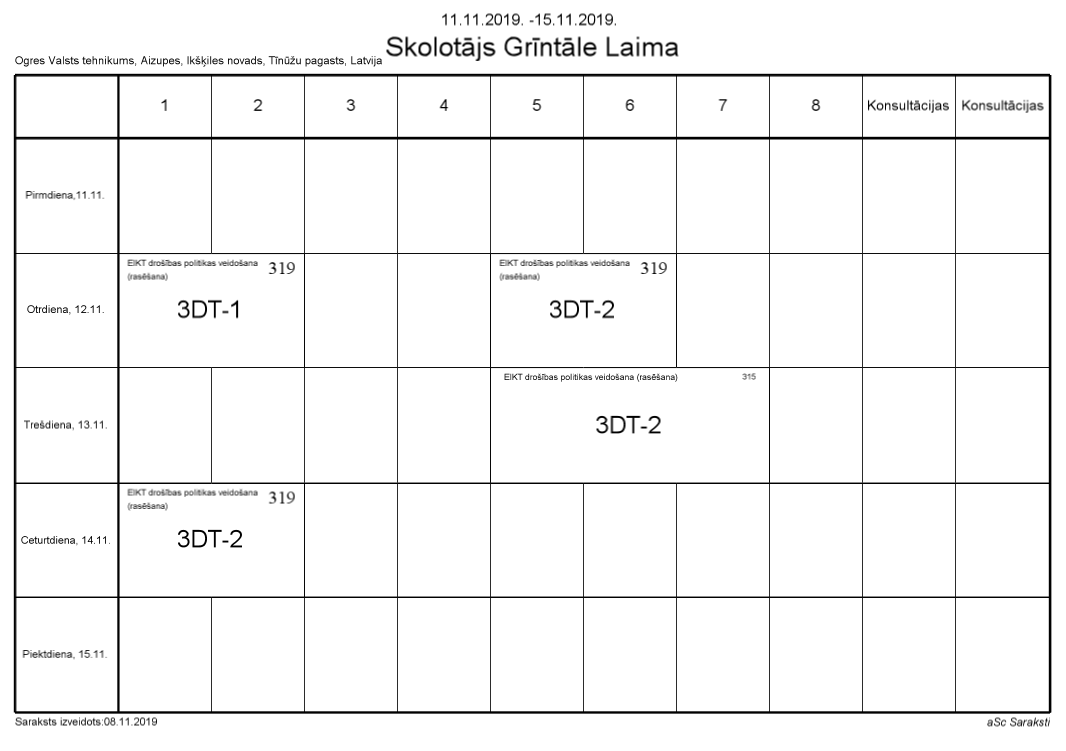 11.11.2019. -15.11.2019.
Skolotājs Grīntāle Laima
Ogres Valsts tehnikums, Aizupes, Ikšķiles novads, Tīnūžu pagasts, Latvija
1 2 3 4 5 6 7 8 Konsultācijas Konsultācijas
Pirmdiena,11.11.
Otrdiena, 12.11.
EIKT drošības politikas veidošana 319
(rasēšana)
3DT-1
EIKT drošības politikas veidošana 319
(rasēšana)
3DT-2
Trešdiena, 13.11.
EIKT drošības politikas veidošana (rasēšana) 315
3DT-2
Ceturtdiena, 14.11.
EIKT drošības politikas veidošana 319
(rasēšana)
3DT-2
Piektdiena, 15.11.
Saraksts izveidots:08.11.2019
aSc Saraksti